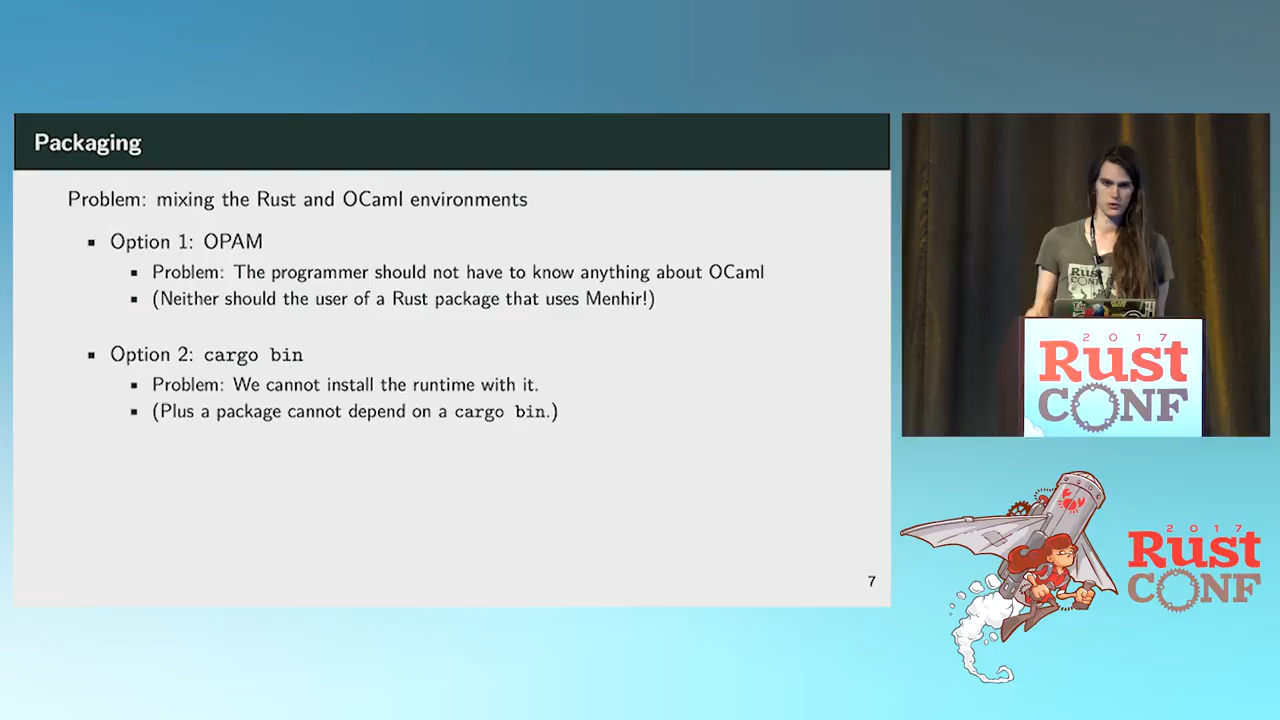 Packaging
Problem: mixing the Rust and OCaml environments
▪ Option 1: OPAM
▪ Problem: The programmer should not have to know anything about OCaml
▪ (Neither should the user of a Rust package that uses Menhir!)
▪ Option 2: cargo bin
▪ Problem: We cannot install the runtime with it.
▪ (Plus a package cannot depend on a cargo bin.)
7
Rust
2017
Rust
CONF
2017
Rust
CONF